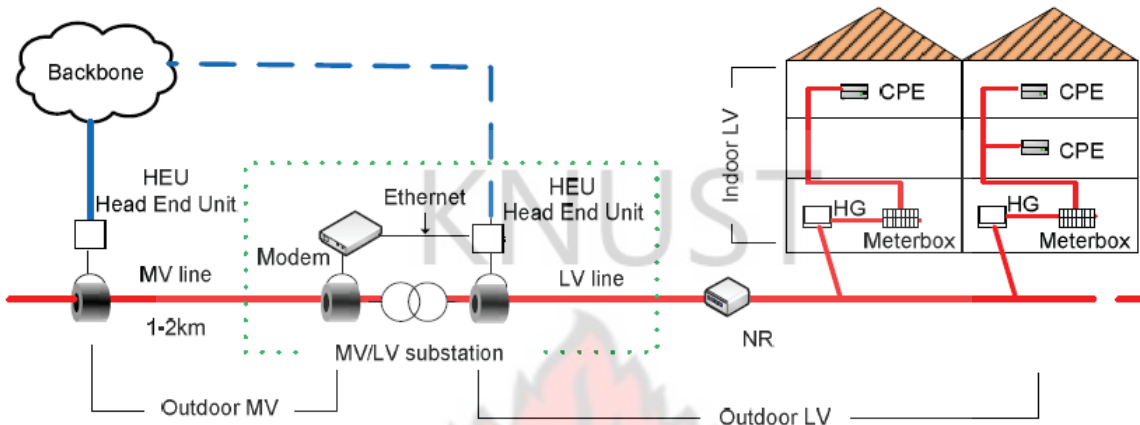 Backbone
HEU
Head End Unit
MV line
1-2km
Modem
Ethernet
HEU
Head End Unit
LV line
MV/LV substation
NR
Indoor LV
CPE
CPE
CPE
HG
Meterbox
HG
Meterbox
Outdoor MV
Outdoor LV
KNUST